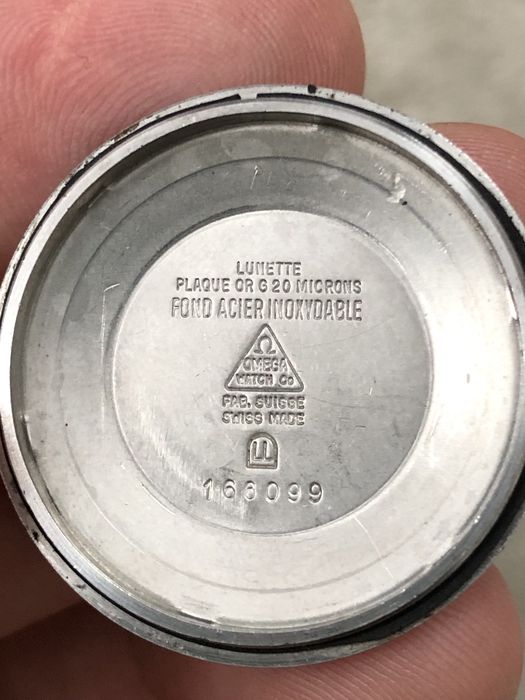 LUNETTE
PLAQUE OR G 20 MICRONS
FOND ACIER INOXYDABLE
Ω
OMEGA
WATCH Co
FAB. SUISSE
SWISS MADE
166099